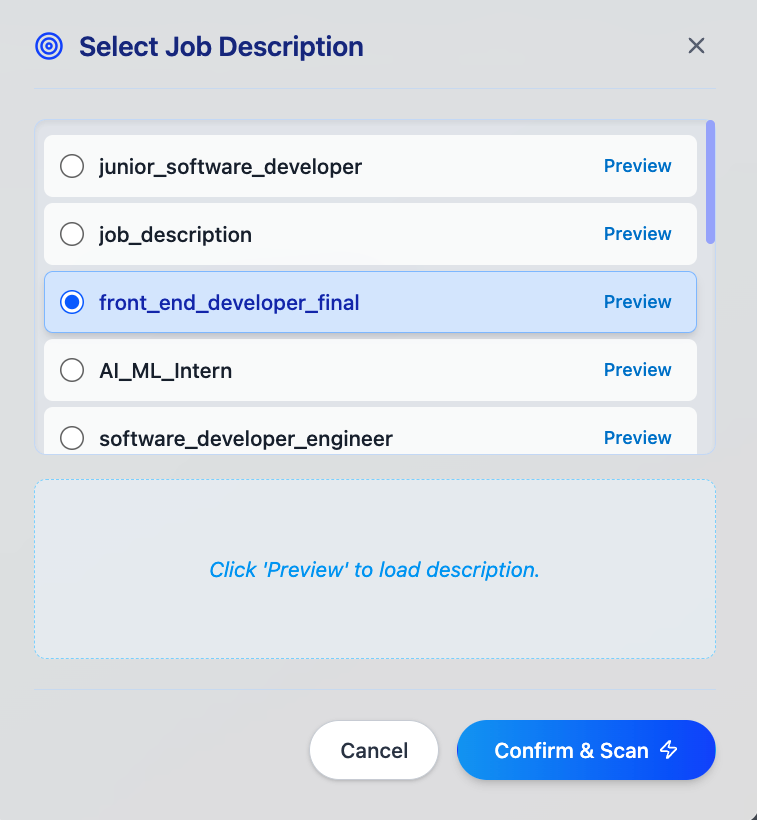 Select Job Description
junior_software_developer Preview
job_description Preview
front_end_developer_final Preview
AI_ML_Intern Preview
software_developer_engineer Preview
Click 'Preview' to load description.
Cancel Confirm & Scan